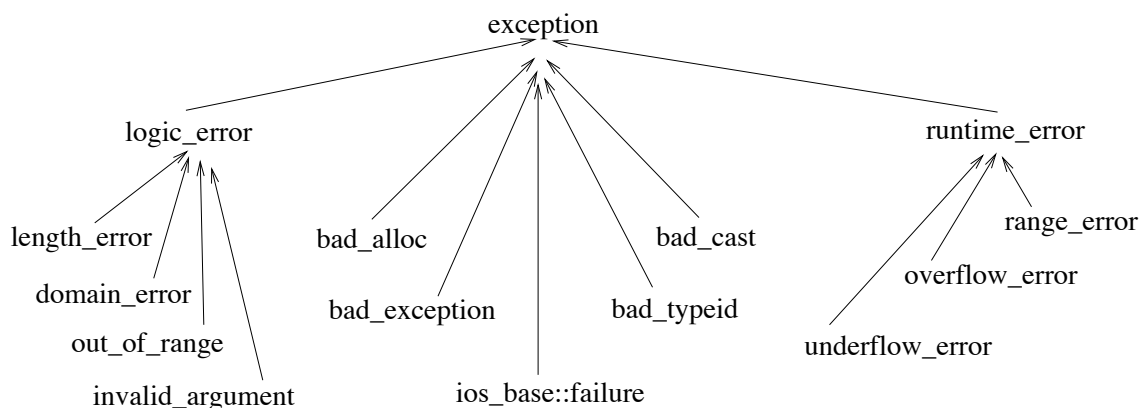 exception
logic_error
runtime_error
length_error
bad_alloc
bad_cast
range_error
domain_error
bad_exception
bad_typeid
overflow_error
out_of_range
underflow_error
invalid_argument
ios_base::failure